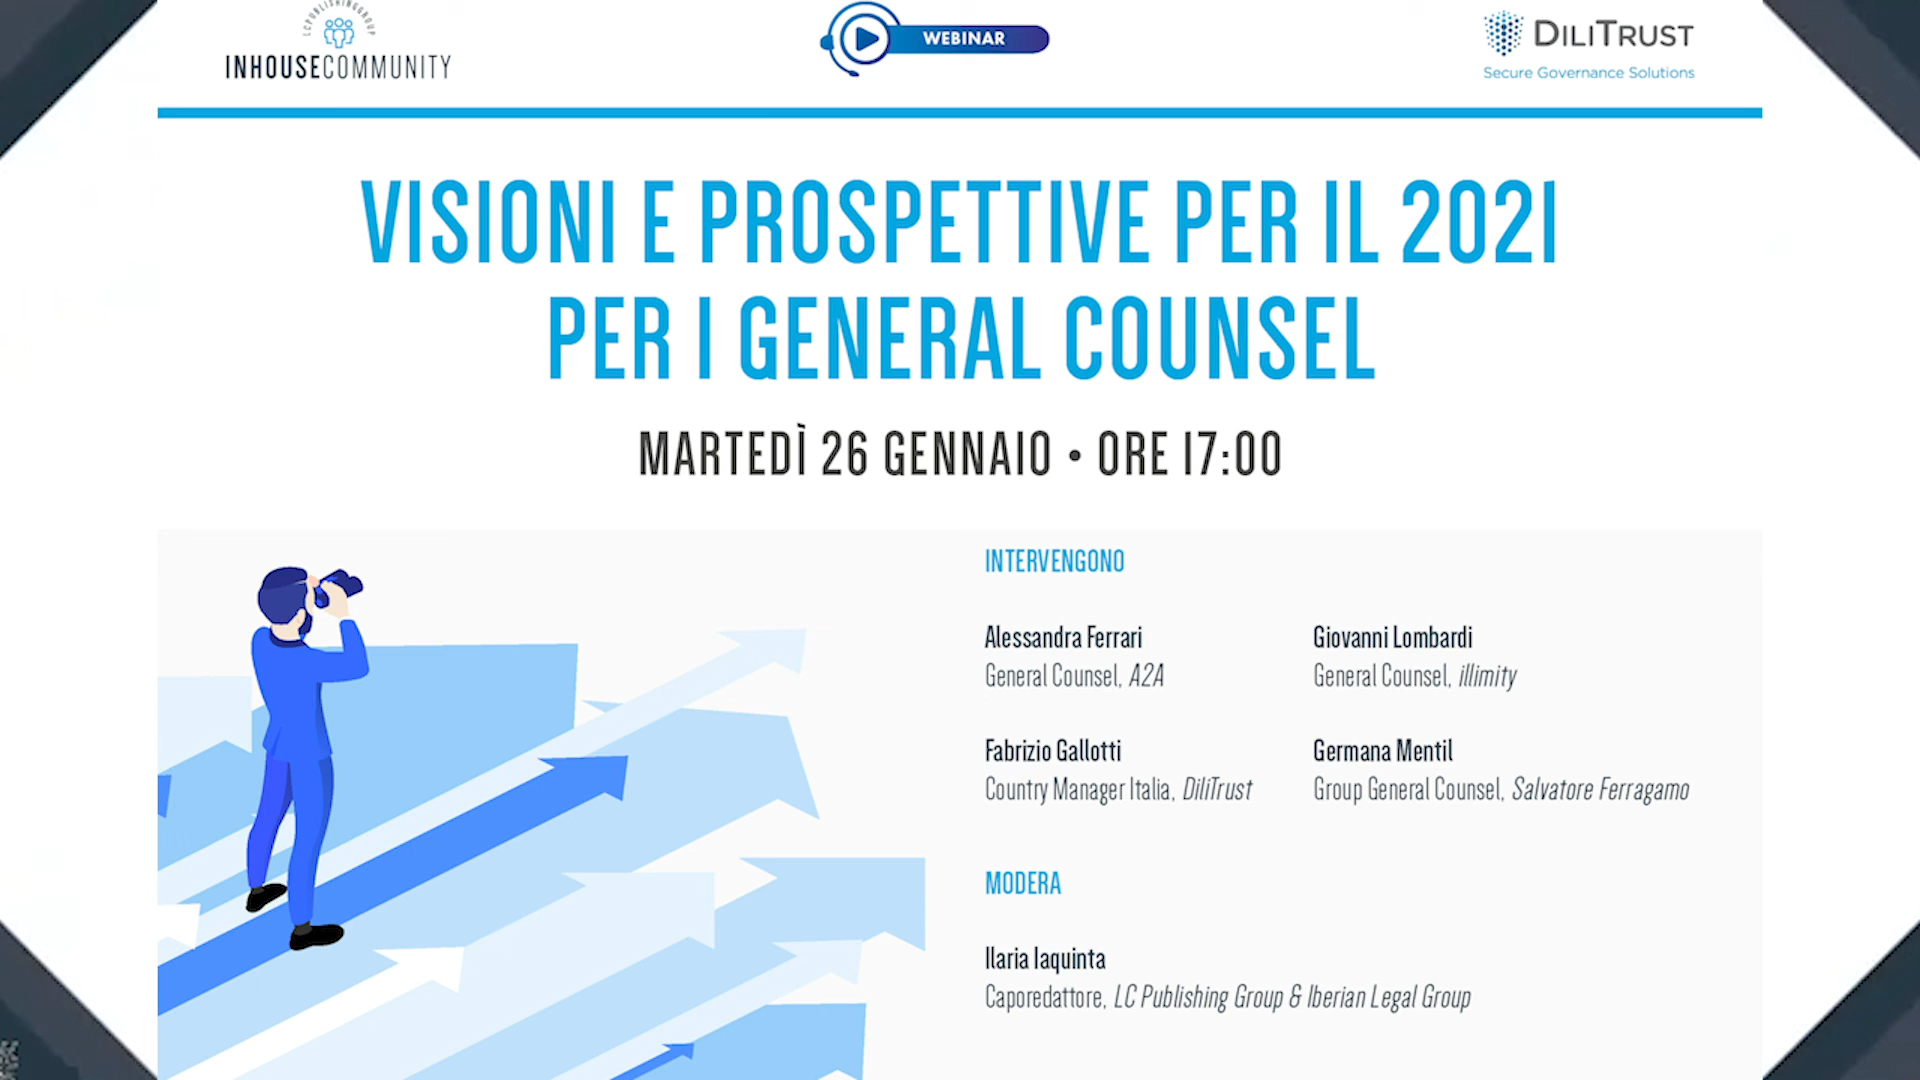 LCPUBLISHINGGROUP
INHOUSECOMMUNITY
WEBINAR
DILITRUST
Secure Governance Solutions
VISIONI E PROSPETTIVE PER IL 2021
PER I GENERAL COUNSEL
MARTEDÌ 26 GENNAIO • ORE 17:00
INTERVENGONO
Alessandra Ferrari
General Counsel, A2A
Giovanni Lombardi
General Counsel, illimity
Fabrizio Gallotti
Country Manager Italia, DiliTrust
Germana Mentil
Group General Counsel, Salvatore Ferragamo
MODERA
Ilaria Iaquinta
Caporedattore, LC Publishing Group & Iberian Legal Group